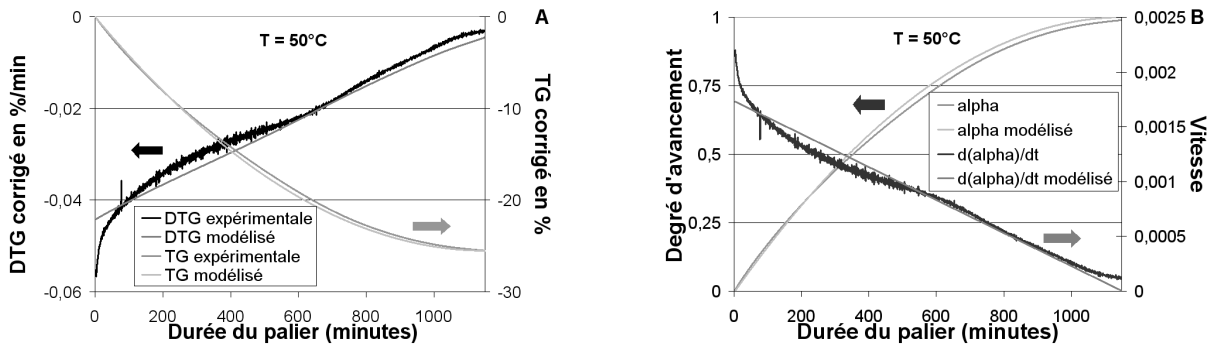 A
T = 50°C
DTG corrigé en %/min
0
-0,02
-0,04
-0,06
TG corrigé en %
0
-10
-20
-30
DTG expérimentale
DTG modélisé
TG expérimentale
TG modélisé
0 200 400 600 800 1000
Durée du palier (minutes)
B
T = 50°C
Degré d'avancement
1
0,75
0,5
0,25
0
Vitesse
0,0025
0,002
0,0015
0,001
0,0005
0
alpha
alpha modélisé
d(alpha)/dt
d(alpha)/dt modélisé
0 200 400 600 800 1000
Durée du palier (minutes)